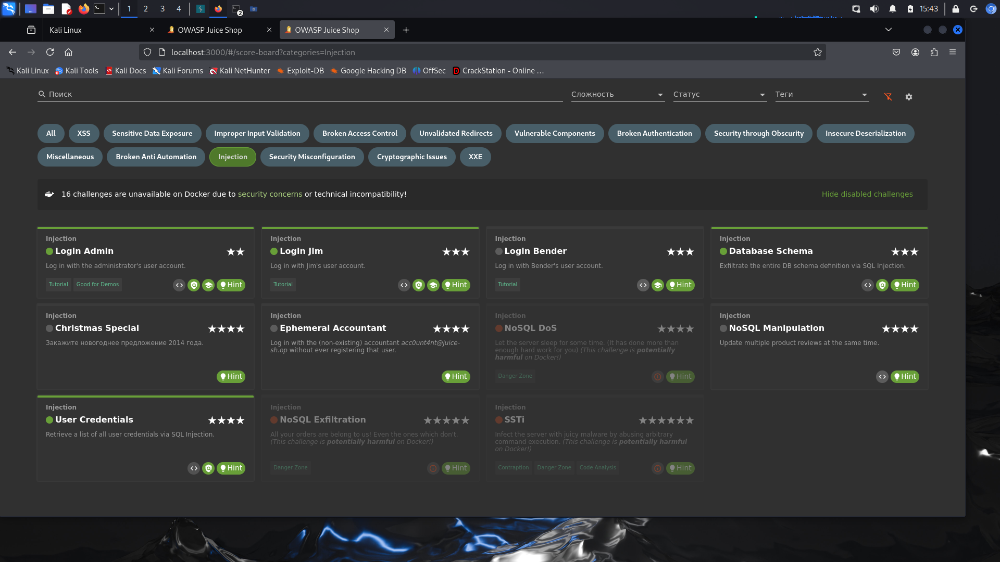 1 2 3 4 2 15:43
Kali Linux OWASP Juice Shop OWASP Juice Shop
localhost:3000/#/score-board?categories=Injection
Kali Linux Kali Tools Kali Docs Kali Forums Kali NetHunter Exploit-DB Google Hacking DB OffSec CrackStation - Online ...
Поиск Сложность Статус Теги
All XSS Sensitive Data Exposure Improper Input Validation Broken Access Control Unvalidated Redirects Vulnerable Components Broken Authentication Security through Obscurity Insecure Deserialization
Miscellaneous Broken Anti Automation Injection Security Misconfiguration Cryptographic Issues XXE
16 challenges are unavailable on Docker due to security concerns or technical incompatibility! Hide disabled challenges
Injection
Login Admin
Log in with the administrator's user account.
Tutorial Good for Demos Hint
Injection
Login Jim
Log in with Jim's user account.
Tutorial Hint
Injection
Login Bender
Log in with Bender's user account.
Tutorial Hint
Injection
Database Schema
Exfiltrate the entire DB schema definition via SQL Injection.
Hint
Injection
Christmas Special
Закажите новогоднее предложение 2014 года.
Hint
Injection
Ephemeral Accountant
Log in with the (non-existing) accountant acc0unt4nt@juice-
sh.op without ever registering that user.
Hint
Injection
NoSQL DoS
Let the server sleep for some time. (It has done more than
enough hard work for you) (This challenge is potentially
harmful on Docker!)
Danger Zone Hint
Injection
NoSQL Manipulation
Update multiple product reviews at the same time.
Hint
Injection
User Credentials
Retrieve a list of all user credentials via SQL Injection.
Hint
Injection
NoSQL Exfiltration
All your orders are belong to us! Even the ones which don't.
(This challenge is potentially harmful on Docker!)
Danger Zone Hint
Injection
SSTi
Infect the server with juicy malware by abusing arbitrary
command execution. (This challenge is potentially harmful
on Docker!)
Contraption Danger Zone Code Analysis Hint